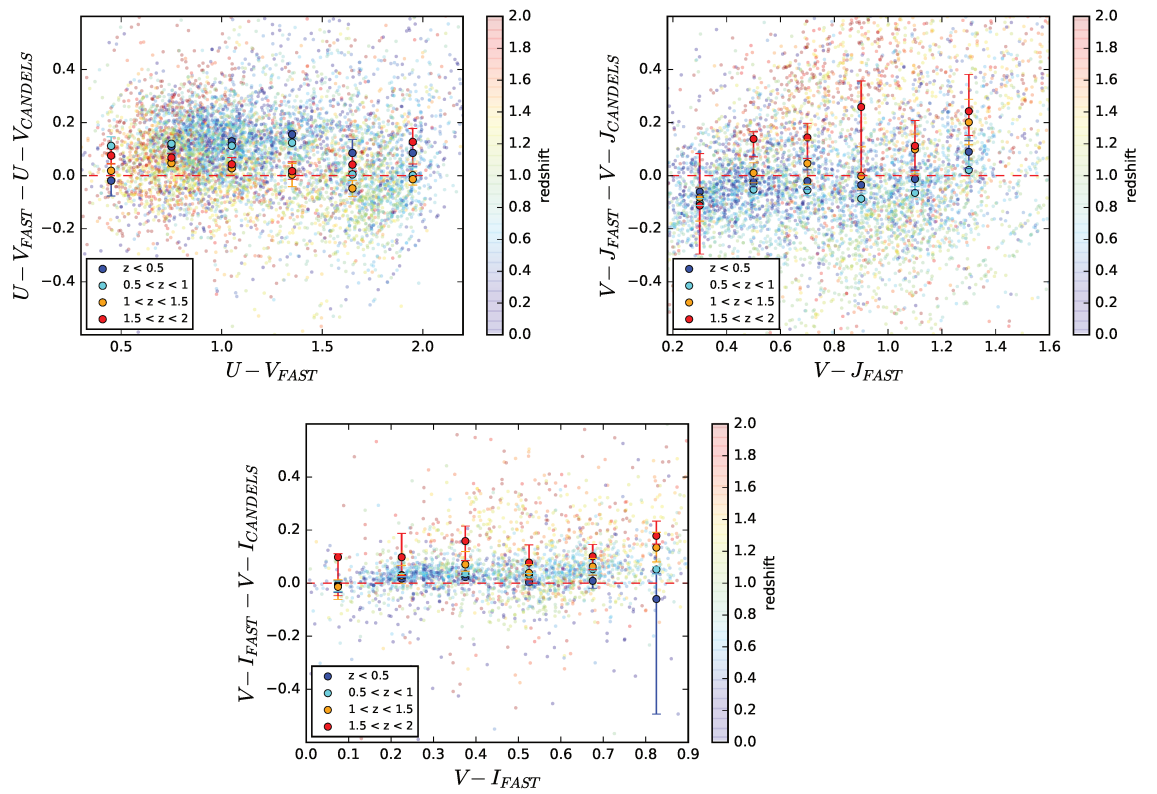 U − V_FAST − U − V_CANDELS
0.4
0.2
0.0
−0.2
−0.4
z < 0.5
0.5 < z < 1
1 < z < 1.5
1.5 < z < 2
0.5 1.0 1.5 2.0
U − V_FAST
2.0
1.8
1.6
1.4
1.2
1.0
0.8
0.6
0.4
0.2
0.0
redshift
V − J_FAST − V − J_CANDELS
0.4
0.2
0.0
−0.2
−0.4
z < 0.5
0.5 < z < 1
1 < z < 1.5
1.5 < z < 2
0.2 0.4 0.6 0.8 1.0 1.2 1.4 1.6
V − J_FAST
2.0
1.8
1.6
1.4
1.2
1.0
0.8
0.6
0.4
0.2
0.0
redshift
V − I_FAST − V − I_CANDELS
0.4
0.2
0.0
−0.2
−0.4
z < 0.5
0.5 < z < 1
1 < z < 1.5
1.5 < z < 2
0.0 0.1 0.2 0.3 0.4 0.5 0.6 0.7 0.8 0.9
V − I_FAST
2.0
1.8
1.6
1.4
1.2
1.0
0.8
0.6
0.4
0.2
0.0
redshift